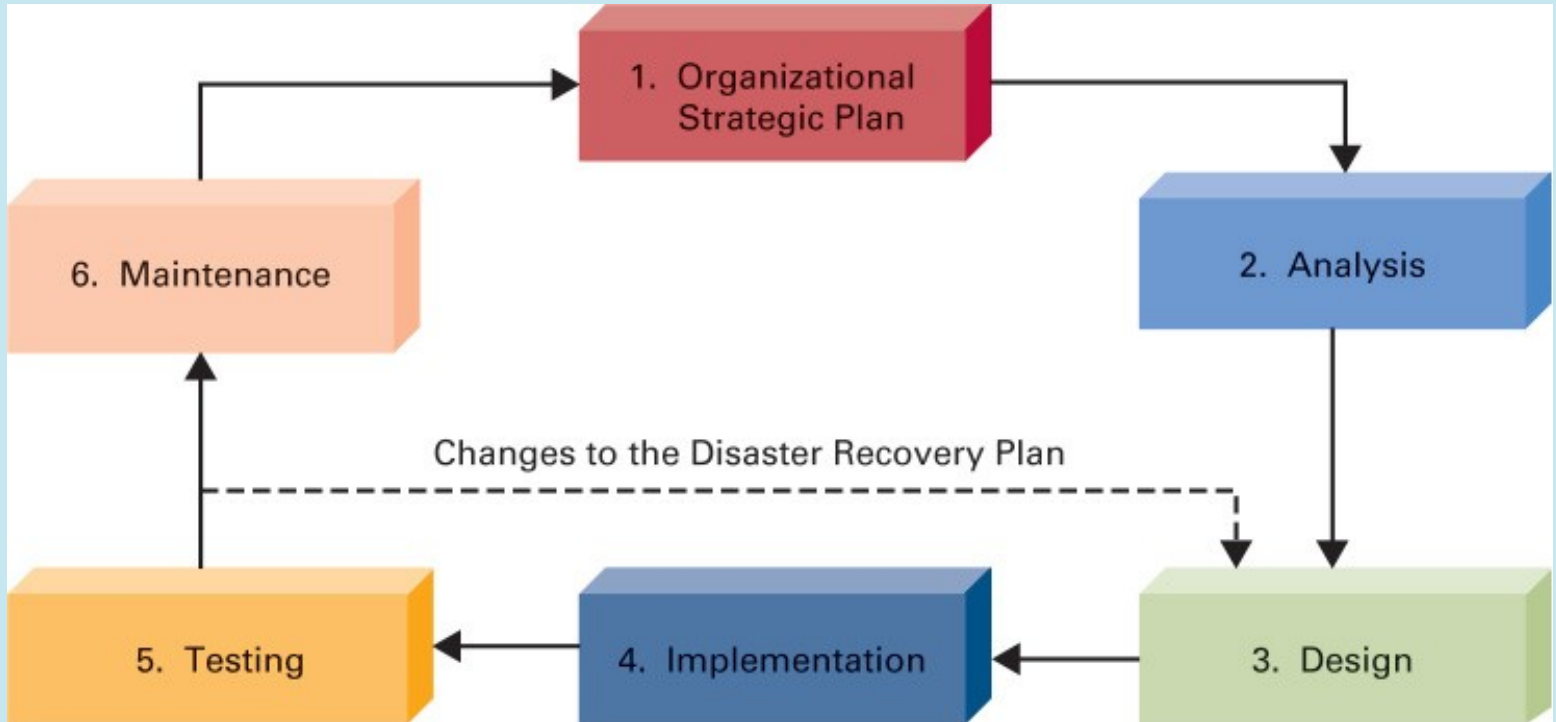 1. Organizational
Strategic Plan
2. Analysis
3. Design
4. Implementation
5. Testing
6. Maintenance
Changes to the Disaster Recovery Plan